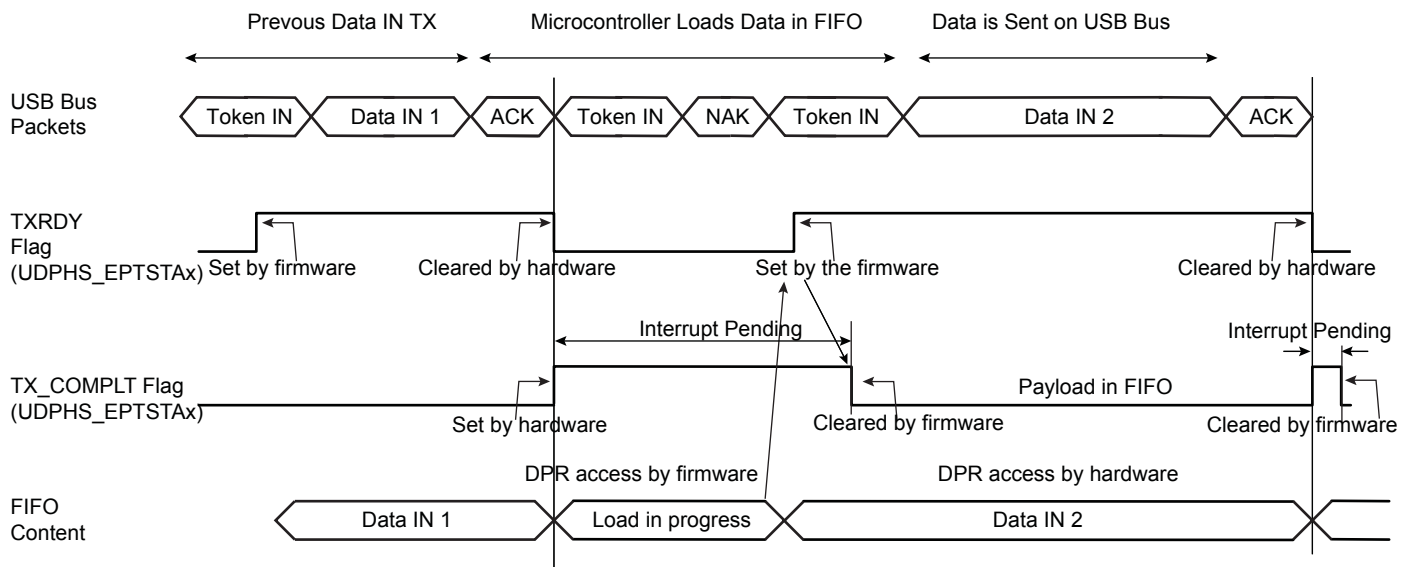 Prevous Data IN TX
Microcontroller Loads Data in FIFO
Data is Sent on USB Bus
USB Bus
Packets
Token IN
Data IN 1
ACK
Token IN
NAK
Token IN
Data IN 2
ACK
TXRDY
Flag
(UDPHS_EPTSTAx)
Set by firmware
Cleared by hardware
Set by the firmware
Cleared by hardware
Interrupt Pending
Interrupt Pending
TX_COMPLT Flag
(UDPHS_EPTSTAx)
Payload in FIFO
Set by hardware
Cleared by firmware
Cleared by firmware
DPR access by firmware
DPR access by hardware
FIFO
Content
Data IN 1
Load in progress
Data IN 2